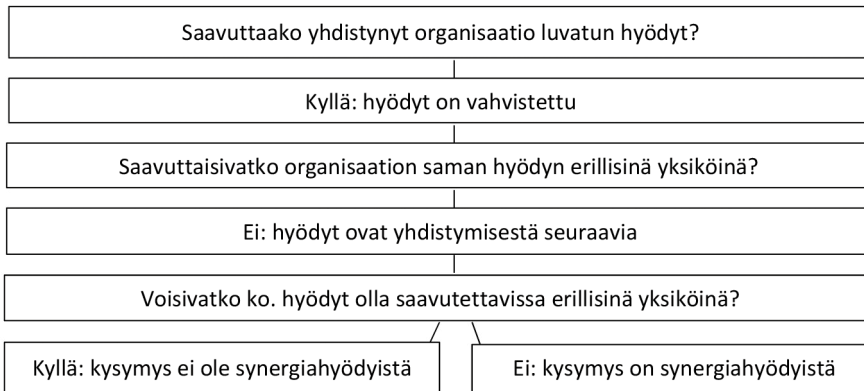 Saavuttaako yhdistynyt organisaatio luvatun hyödyt?
Kyllä: hyödyt on vahvistettu
Saavuttaisivatko organisaation saman hyödyn erillisinä yksiköinä?
Ei: hyödyt ovat yhdistymisestä seuraavia
Voisivatko ko. hyödyt olla saavutettavissa erillisinä yksiköinä?
Kyllä: kysymys ei ole synergiahyödyistä
Ei: kysymys on synergiahyödyistä